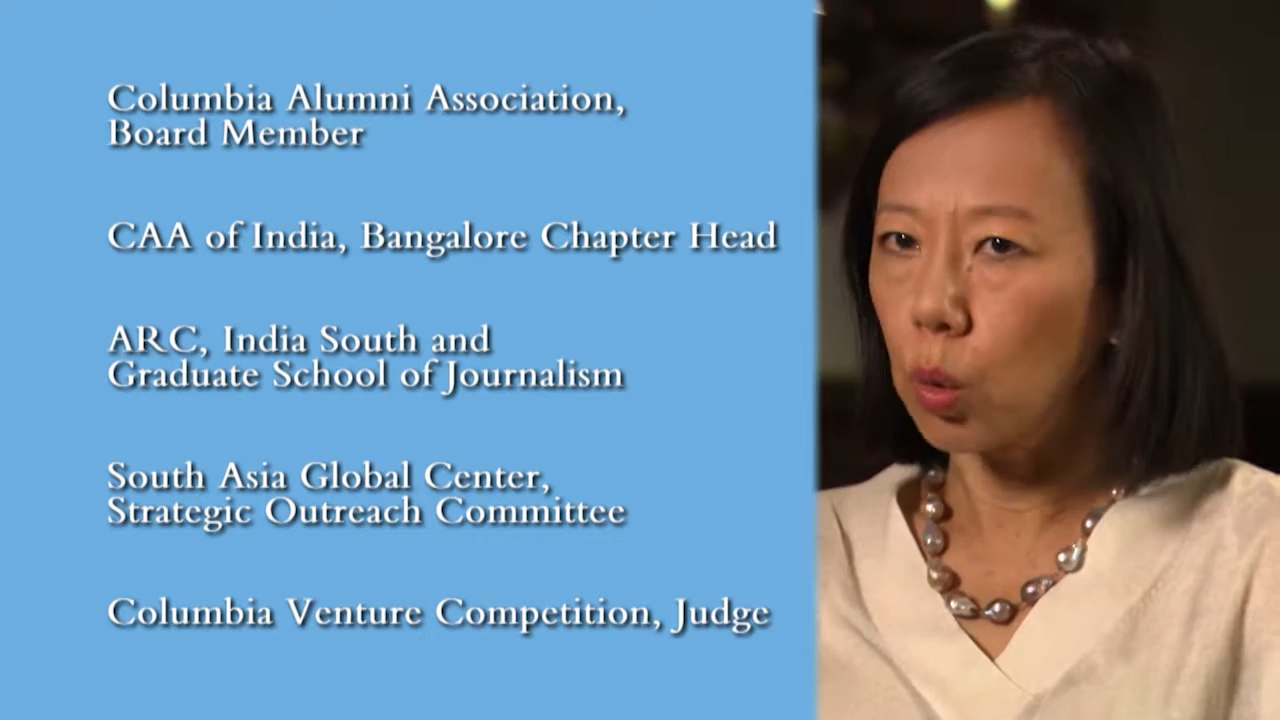 Columbia Alumni Association,
Board Member
CAA of India, Bangalore Chapter Head
ARC, India South and
Graduate School of Journalism
South Asia Global Center,
Strategic Outreach Committee
Columbia Venture Competition, Judge